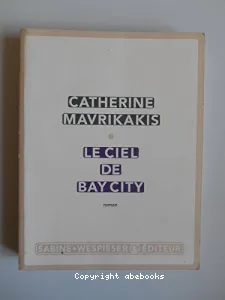 CATHERINE
MAVRIKAKIS
LE CIEL
DE
BAY CITY
roman
SABINE WESPIESER ÉDITEUR
Copyright abebooks